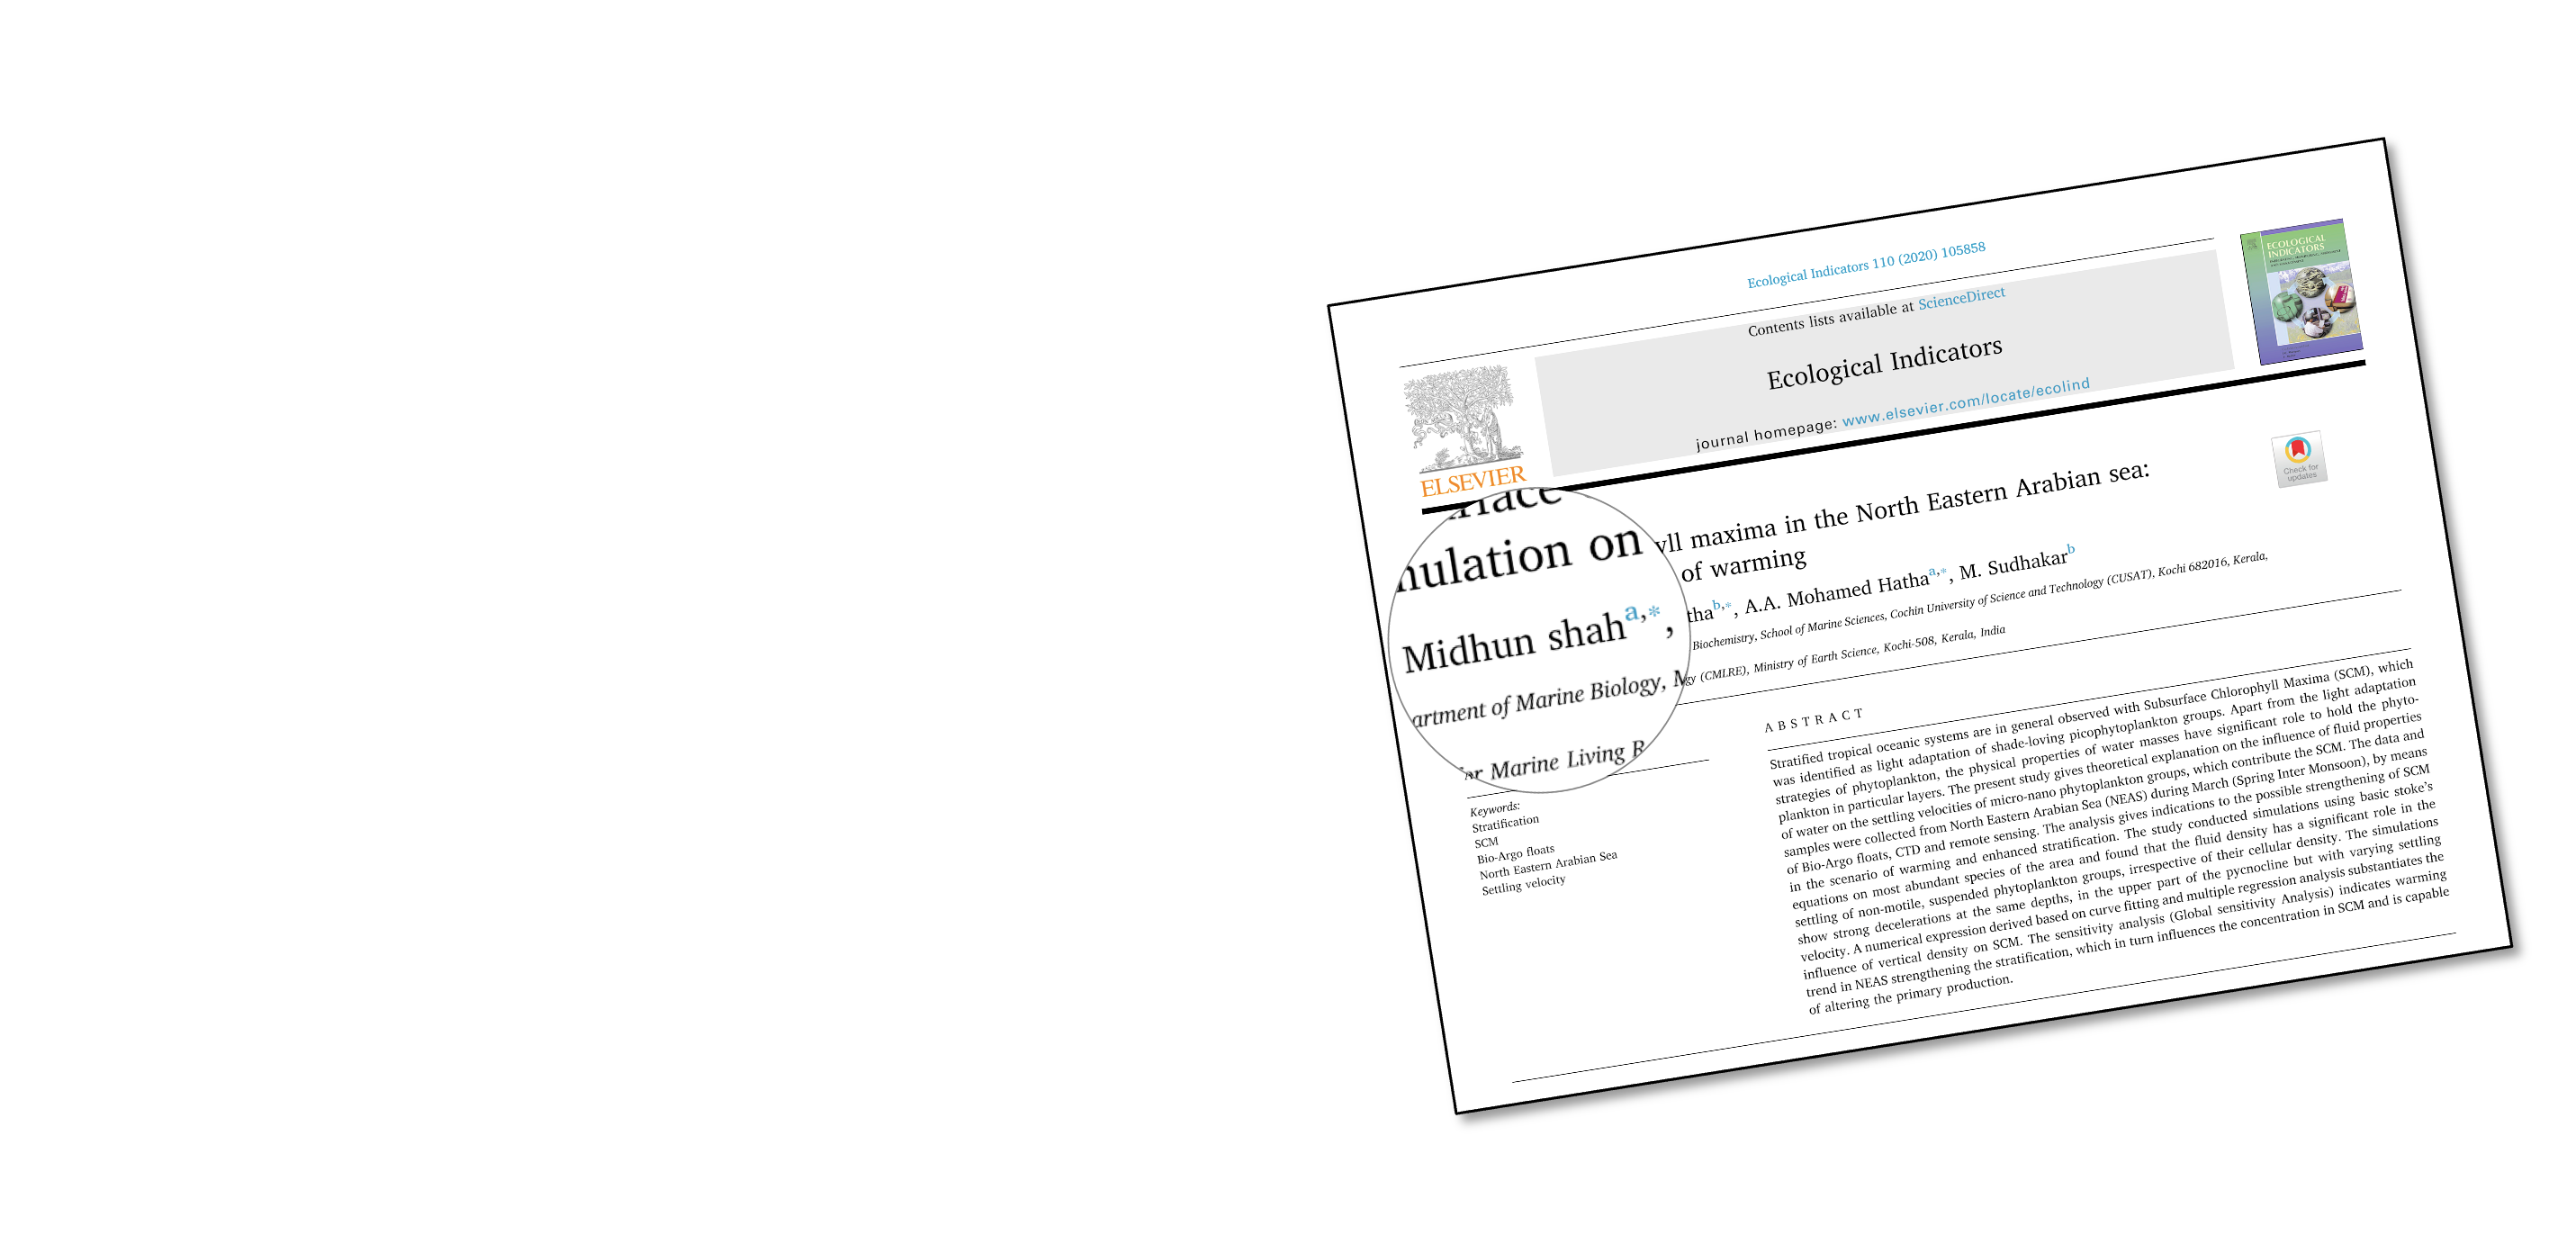 Ecological Indicators 110 (2020) 105858
Contents lists available at ScienceDirect
Ecological Indicators
journal homepage: www.elsevier.com/locate/ecolind
ELSEVIER
ECOLOGICAL
INDICATORS
Check for
updates
mulation on
yll maxima in the North Eastern Arabian sea:
of warming
Midhun shaha,*,
thab,*, A.A. Mohamed Hathaa,*, M. Sudhakarb
artment of Marine Biology, M
Biochemistry, School of Marine Sciences, Cochin University of Science and Technology (CUSAT), Kochi 682016, Kerala,
for Marine Living R
gy (CMLRE), Ministry of Earth Science, Kochi-508, Kerala, India
Keywords:
Stratification
SCM
Bio-Argo floats
North Eastern Arabian Sea
Settling velocity
ABSTRACT
Stratified tropical oceanic systems are in general observed with Subsurface Chlorophyll Maxima (SCM), which
was identified as light adaptation of shade-loving picophytoplankton groups. Apart from the light adaptation
strategies of phytoplankton, the physical properties of water masses have significant role to hold the phyto-
plankton in particular layers. The present study gives theoretical explanation on the influence of fluid properties
of water on the settling velocities of micro-nano phytoplankton groups, which contribute the SCM. The data and
samples were collected from North Eastern Arabian Sea (NEAS) during March (Spring Inter Monsoon), by means
of Bio-Argo floats, CTD and remote sensing. The analysis gives indications to the possible strengthening of SCM
in the scenario of warming and enhanced stratification. The study conducted simulations using basic stoke's
equations on most abundant species of the area and found that the fluid density has a significant role in the
settling of non-motile, suspended phytoplankton groups, irrespective of their cellular density. The simulations
show strong decelerations at the same depths, in the upper part of the pycnocline but with varying settling
velocity. A numerical expression derived based on curve fitting and multiple regression analysis substantiates the
influence of vertical density on SCM. The sensitivity analysis (Global sensitivity Analysis) indicates warming
trend in NEAS strengthening the stratification, which in turn influences the concentration in SCM and is capable
of altering the primary production.